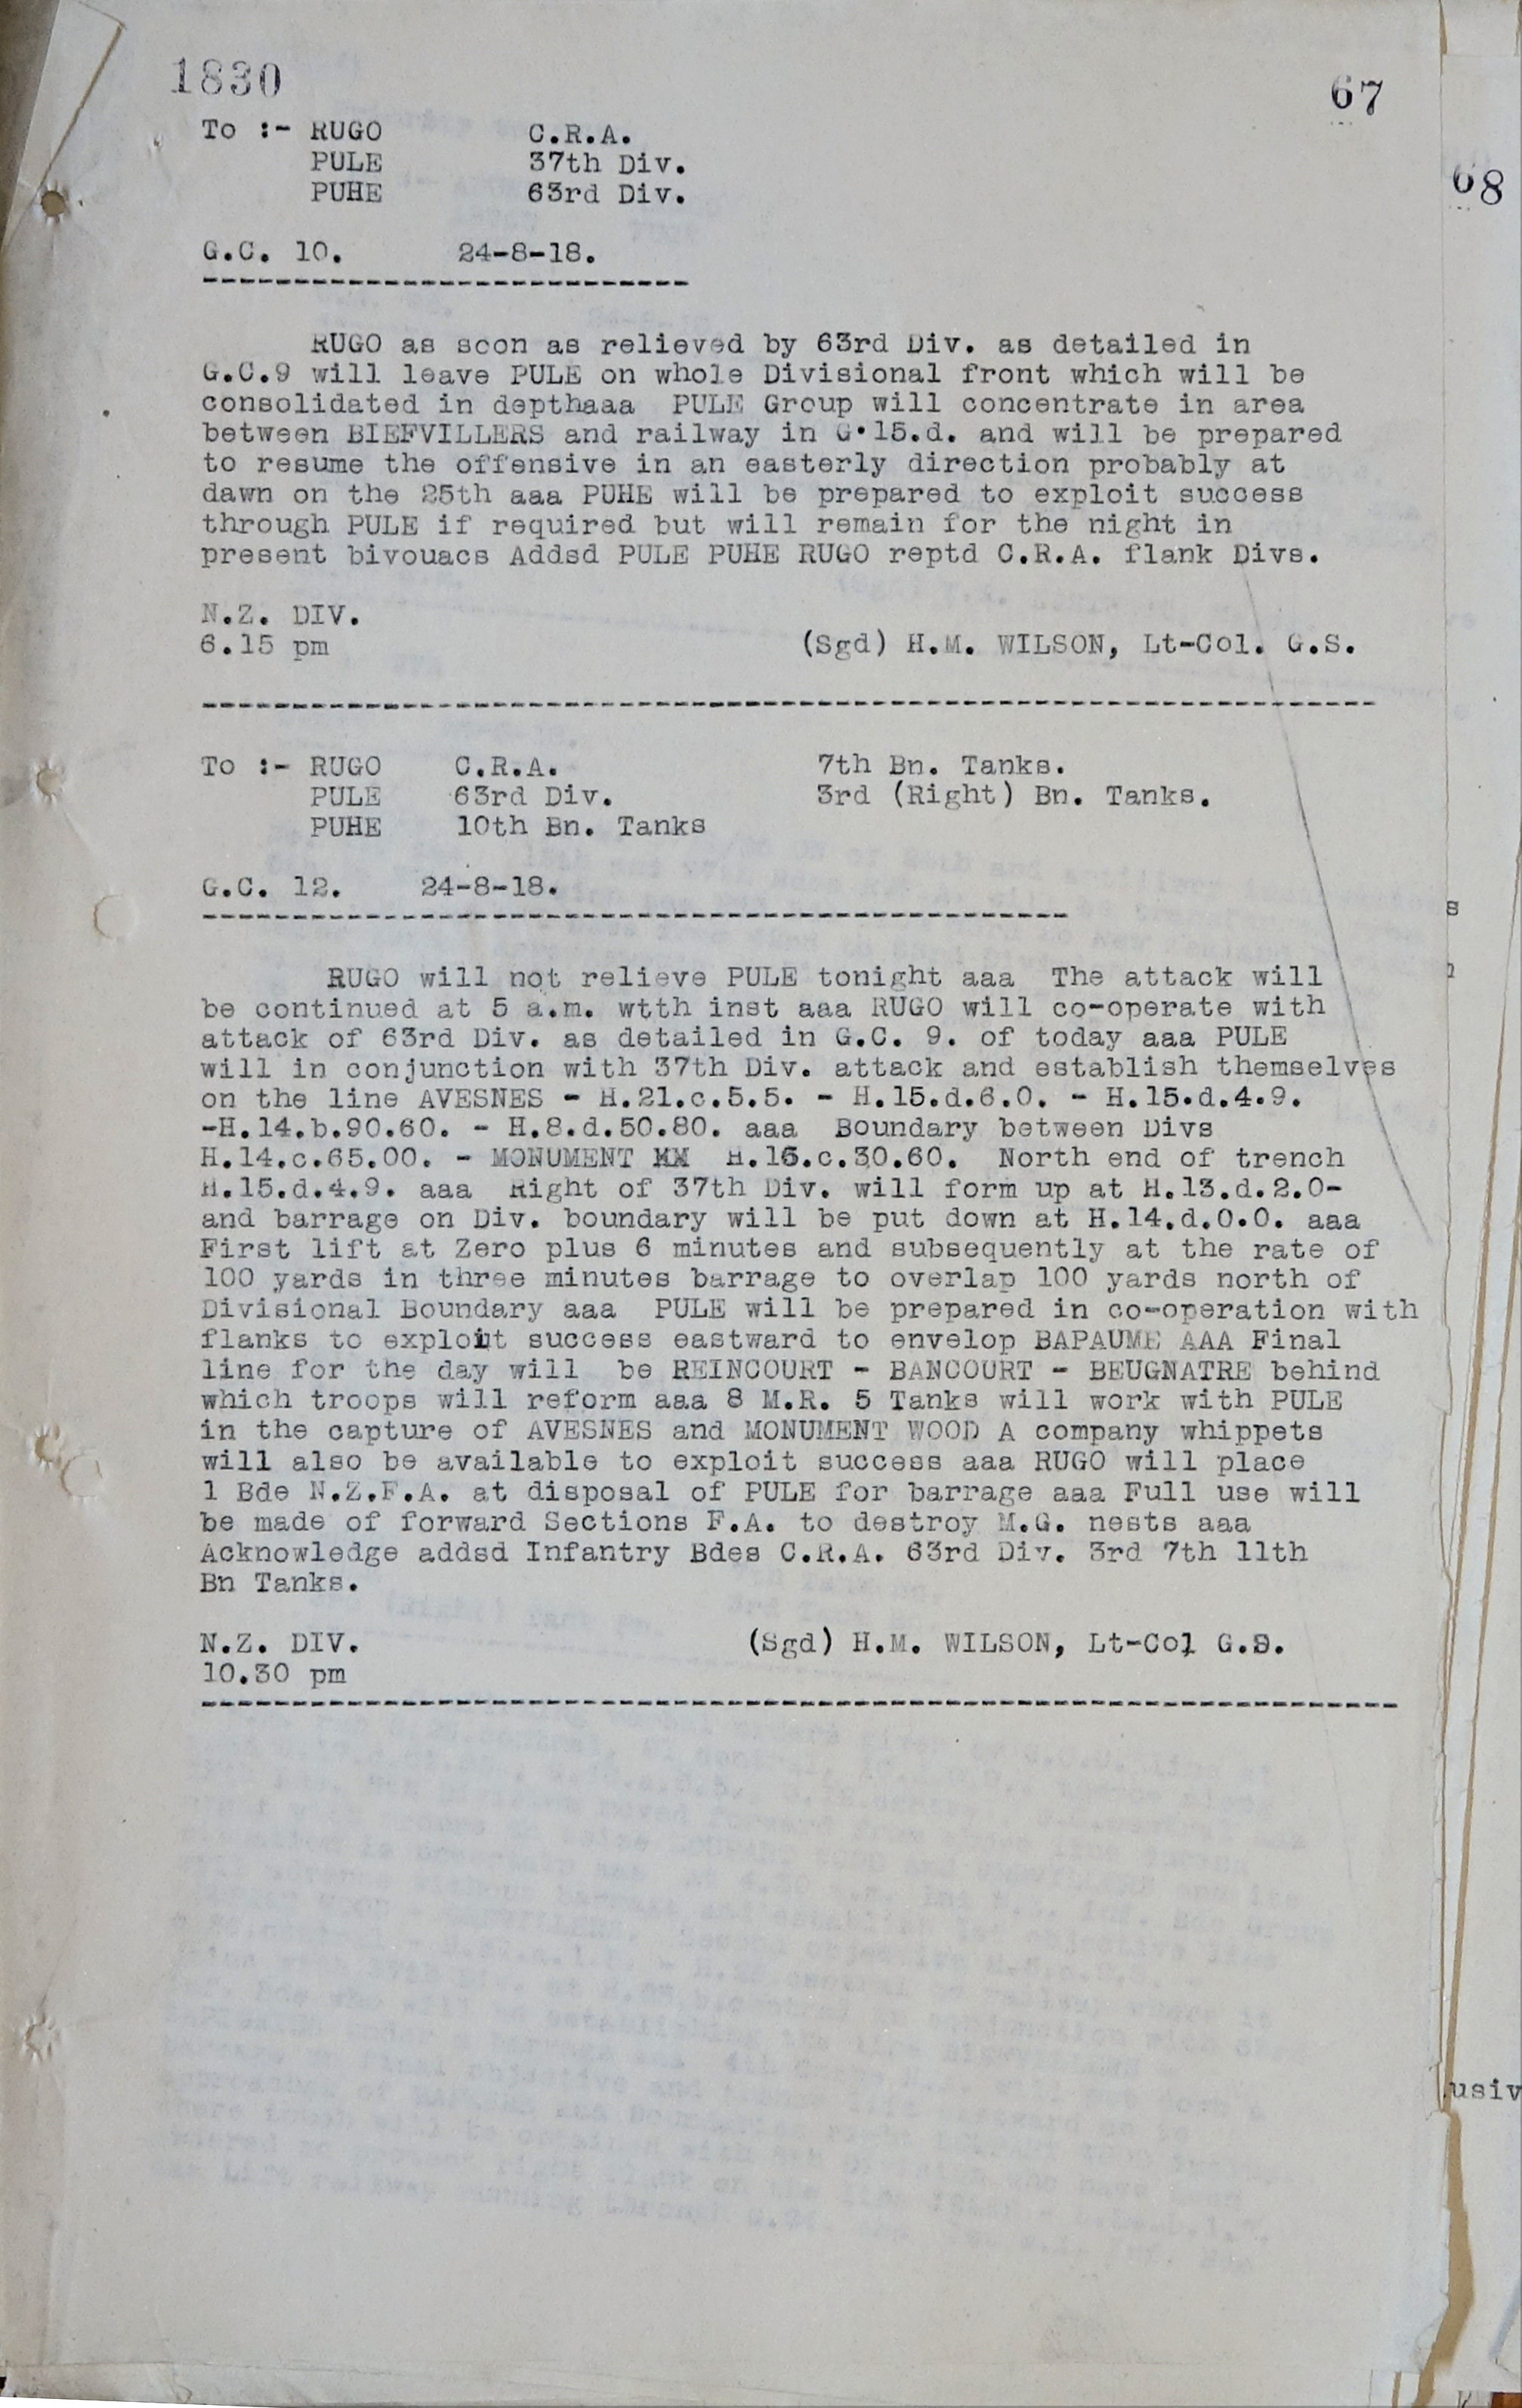 1830
67
To :- RUGO C.R.A.
PULE 37th Div.
PUHE 63rd Div.
68
G.C. 10. 24-8-18.
RUGO as soon as relieved by 63rd Div. as detailed in
G.C.9 will leave PULE on whole Divisional front which will be
consolidated in depthaaa PULE Group will concentrate in area
between BIEFVILLERS and railway in G.15.d. and will be prepared
to resume the offensive in an easterly direction probably at
dawn on the 25th aaa PUHE will be prepared to exploit success
through PULE if required but will remain for the night in
present bivouacs Addsd PULE PUHE RUGO reptd C.R.A. flank Divs.
N.Z. DIV.
6.15 pm (Sgd) H.M. WILSON, Lt-Col. G.S.
To :- RUGO C.R.A. 7th Bn. Tanks.
PULE 63rd Div. 3rd (Right) Bn. Tanks.
PUHE 10th Bn. Tanks
G.C. 12. 24-8-18.
s
RUGO will not relieve PULE tonight aaa The attack will
be continued at 5 a.m. wtth inst aaa RUGO will co-operate with
attack of 63rd Div. as detailed in G.C. 9. of today aaa PULE
will in conjunction with 37th Div. attack and establish themselves
on the line AVESNES - H.21.c.5.5. - H.15.d.6.0. - H.15.d.4.9.
-H.14.b.90.60. - H.8.d.50.80. aaa Boundary between Divs
H.14.c.65.00. - MONUMENT MM H.15.c.30.60. North end of trench
H.15.d.4.9. aaa Right of 37th Div. will form up at H.13.d.2.0-
and barrage on Div. boundary will be put down at H.14.d.0.0. aaa
First lift at Zero plus 6 minutes and subsequently at the rate of
100 yards in three minutes barrage to overlap 100 yards north of
Divisional Boundary aaa PULE will be prepared in co-operation with
flanks to exploit success eastward to envelop BAPAUME AAA Final
line for the day will be REINCOURT - BANCOURT - BEUGNATRE behind
which troops will reform aaa 8 M.R. 5 Tanks will work with PULE
in the capture of AVESNES and MONUMENT WOOD A company whippets
will also be available to exploit success aaa RUGO will place
1 Bde N.Z.F.A. at disposal of PULE for barrage aaa Full use will
be made of forward Sections F.A. to destroy M.G. nests aaa
Acknowledge addsd Infantry Bdes C.R.A. 63rd Div. 3rd 7th 11th
Bn Tanks.
N.Z. DIV. (Sgd) H.M. WILSON, Lt-Col G.S.
10.30 pm
usiv